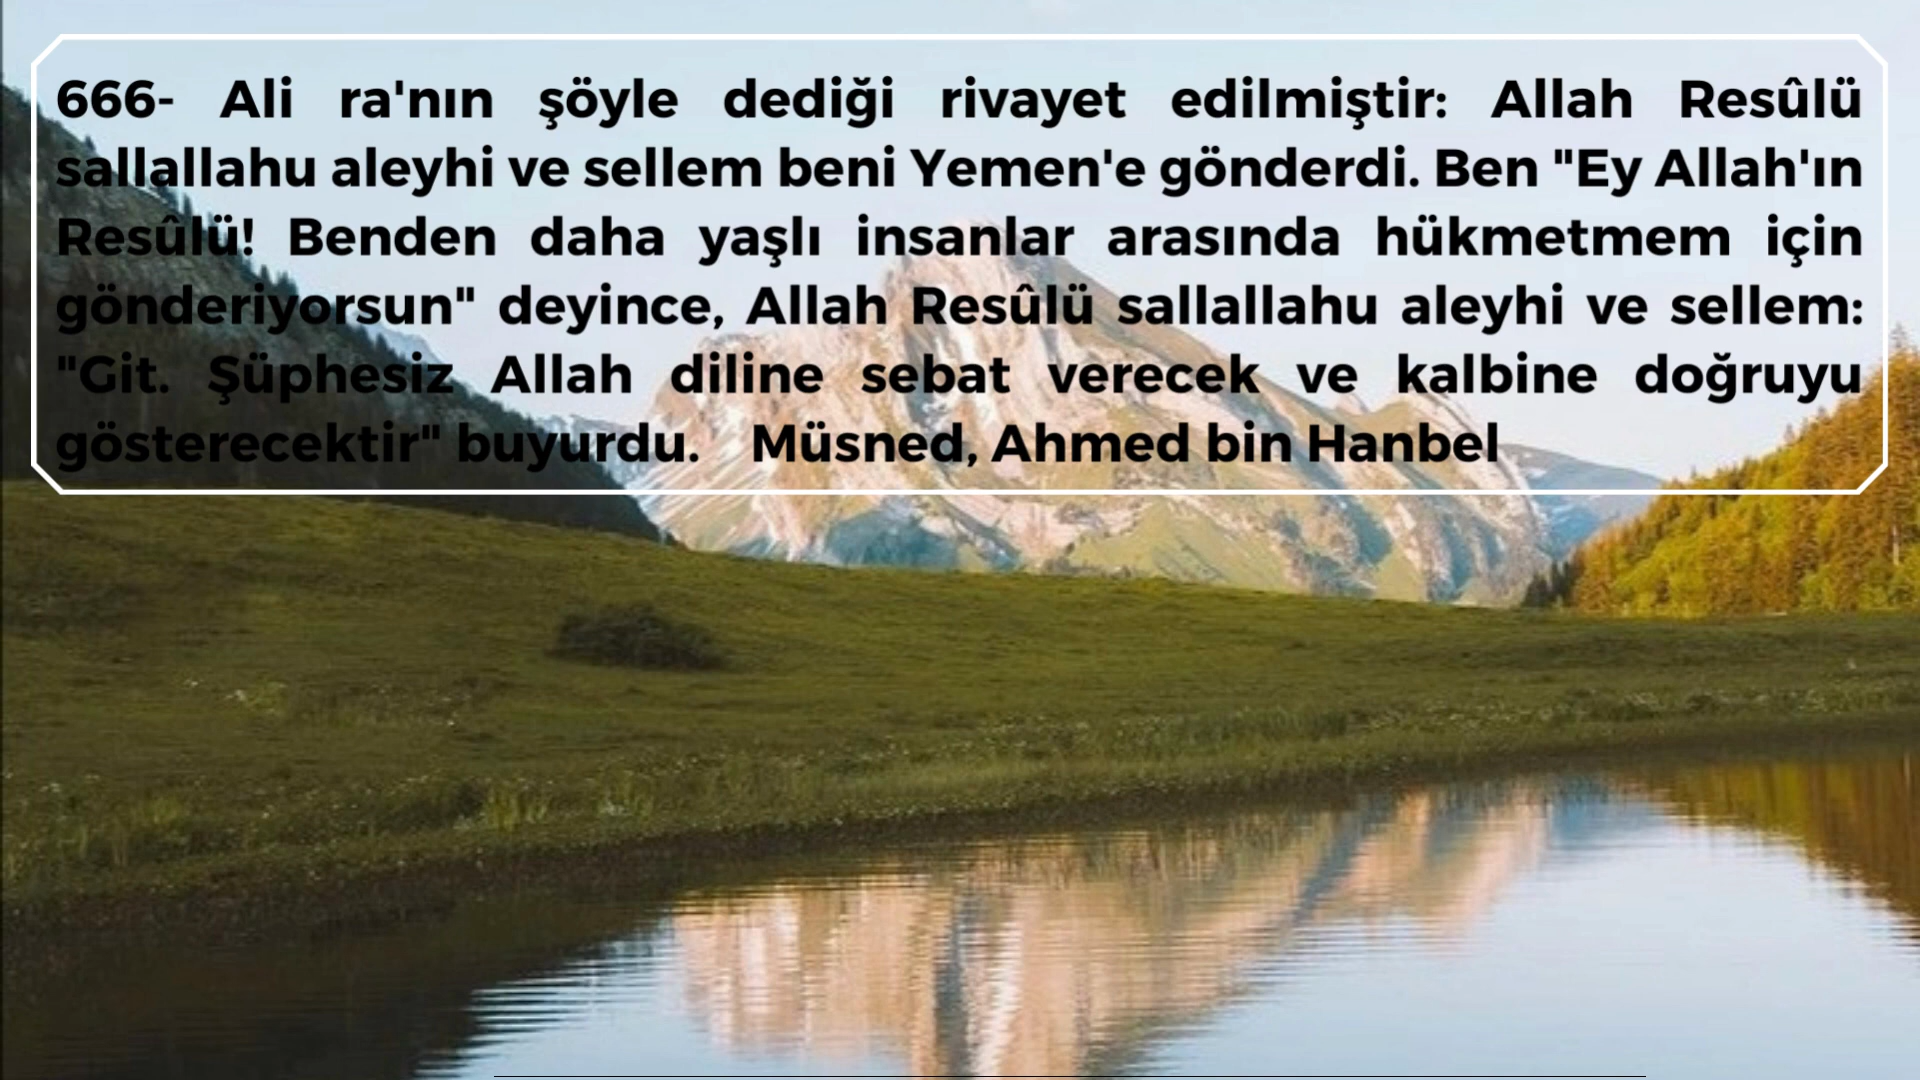 666- Ali ra'nın şöyle dediği rivayet edilmiştir: Allah Resûlü
sallallahu aleyhi ve sellem beni Yemen'e gönderdi. Ben "Ey Allah'ın
Resûlü! Benden daha yaşlı insanlar arasında hükmetmem için
gönderiyorsun" deyince, Allah Resûlü sallallahu aleyhi ve sellem:
"Git. Şüphesiz Allah diline sebat verecek ve kalbine doğruyu
gösterecektir" buyurdu. Müsned, Ahmed bin Hanbel